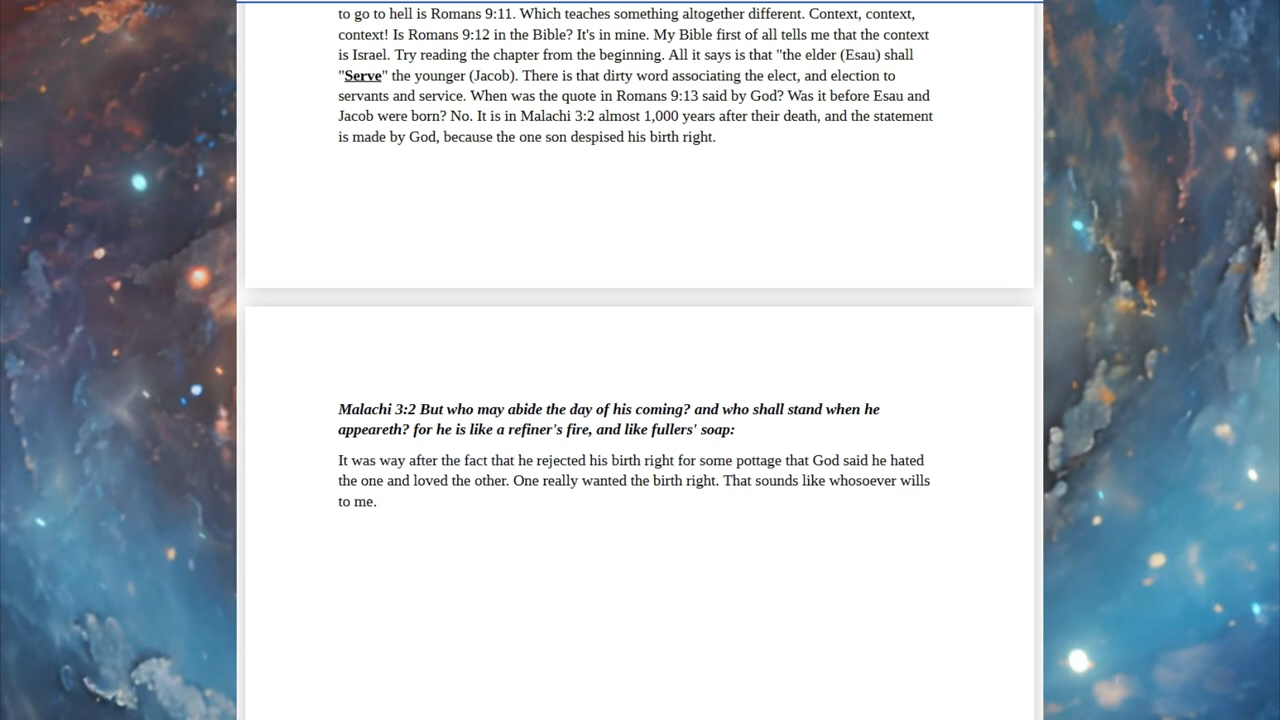 to go to hell is Romans 9:11. Which teaches something altogether different. Context, context,
context! Is Romans 9:12 in the Bible? It's in mine. My Bible first of all tells me that the context
is Israel. Try reading the chapter from the beginning. All it says is that "the elder (Esau) shall
"Serve" the younger (Jacob). There is that dirty word associating the elect, and election to
servants and service. When was the quote in Romans 9:13 said by God? Was it before Esau and
Jacob were born? No. It is in Malachi 3:2 almost 1,000 years after their death, and the statement
is made by God, because the one son despised his birth right.
Malachi 3:2 But who may abide the day of his coming? and who shall stand when he
appeareth? for he is like a refiner's fire, and like fullers' soap:
It was way after the fact that he rejected his birth right for some pottage that God said he hated
the one and loved the other. One really wanted the birth right. That sounds like whosoever wills
to me.